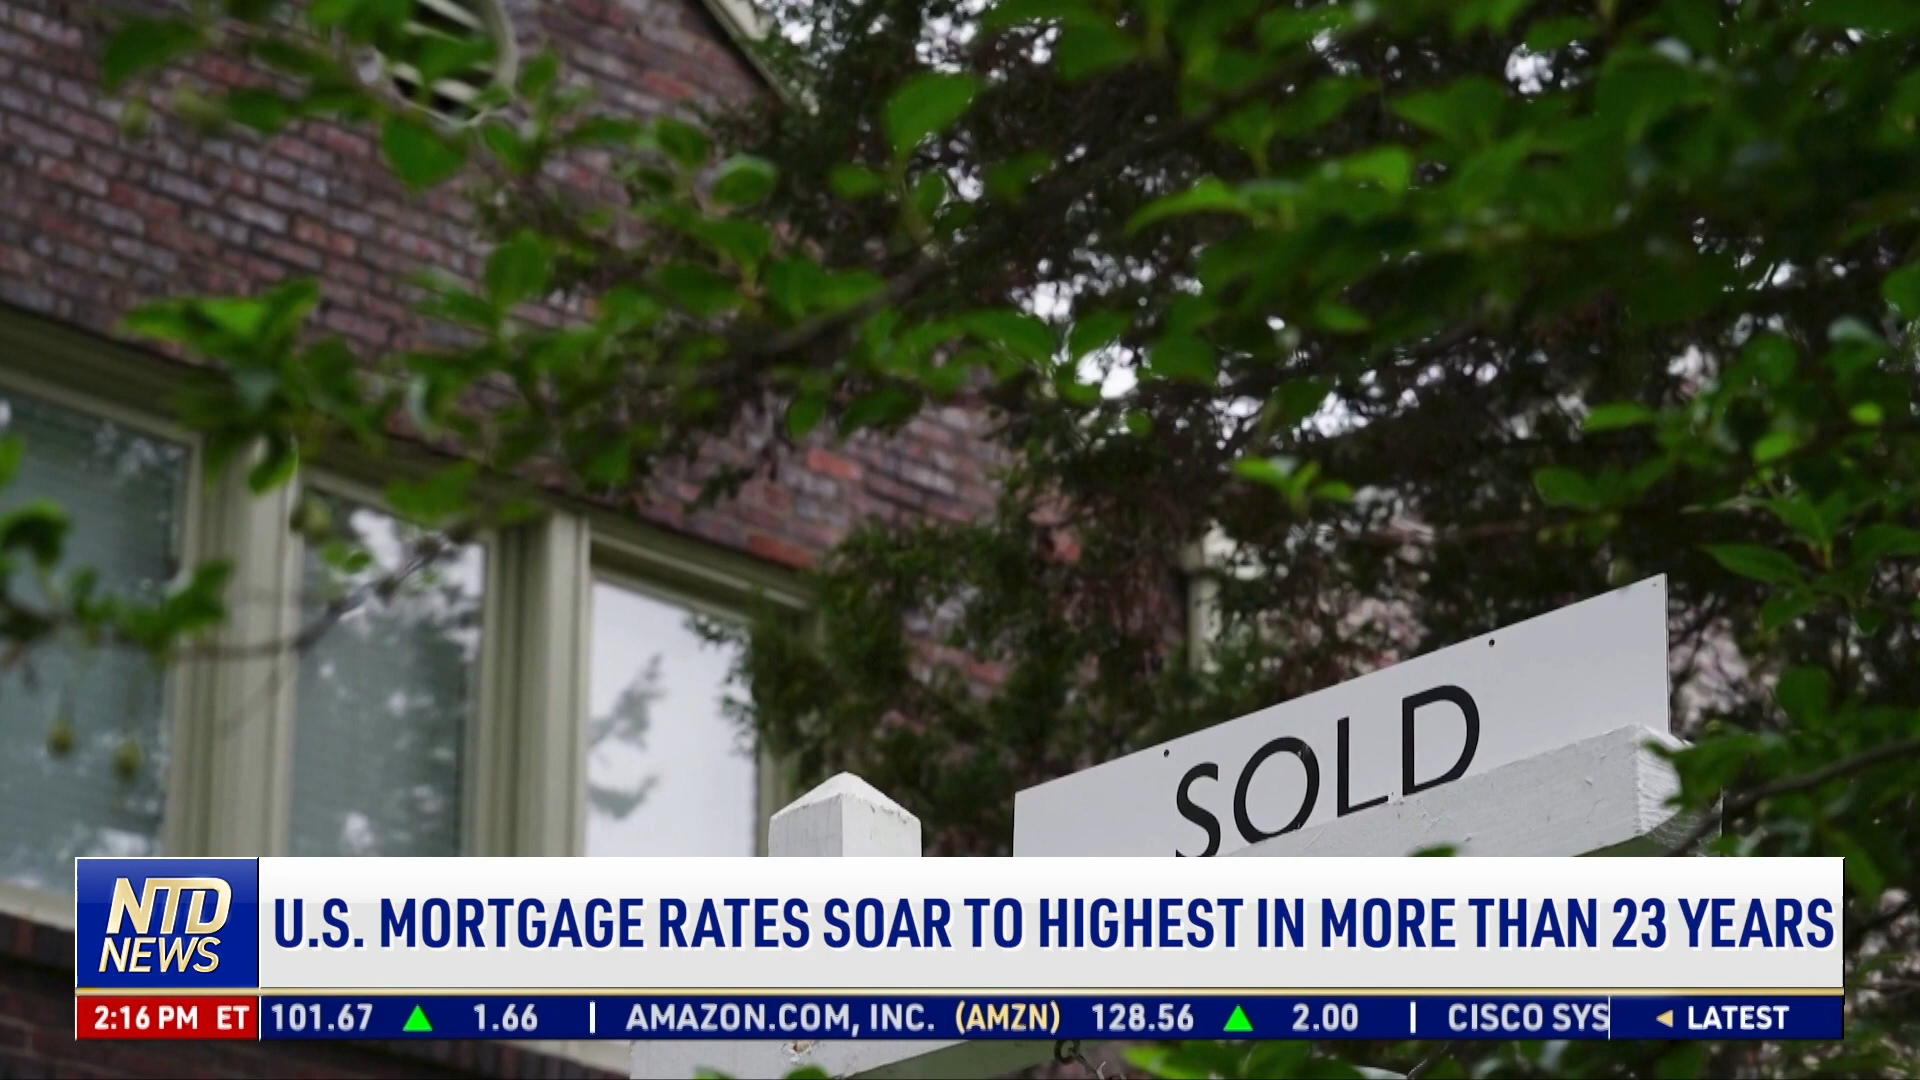 SOLD
NTD
NEWS
U.S. MORTGAGE RATES SOAR TO HIGHEST IN MORE THAN 23 YEARS
2:16 PM ET
101.67 ▲ 1.66 | AMAZON.COM, INC. (AMZN) 128.56 ▲ 2.00 | CISCO SYS
◄ LATEST